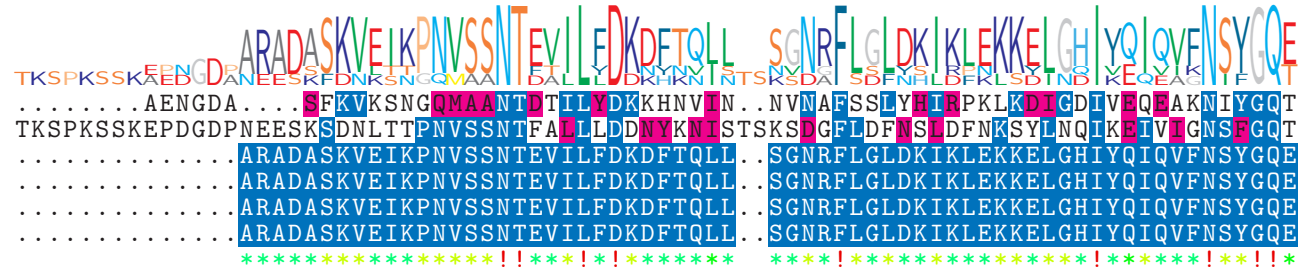 ........AENGDA....SFKVKSNGQMAANTDTILYDKKHNVIN..NVNAFSSLYHIRPKLKDIGDIVEQEAKNIYGQT
TKSPKSSKEPDGDPNEESKSDNLTTPNVSSNTFALLLDDNYKNISTSKSDGFLDFNSLDFNKSYLNQIKEIVIGNSFGQT
..............ARADASKVEIKPNVSSNTEVILFDKDFTQLL..SGNRFLGLDKIKLEKKELGHIYQIQVFNSYGQE
..............ARADASKVEIKPNVSSNTEVILFDKDFTQLL..SGNRFLGLDKIKLEKKELGHIYQIQVFNSYGQE
..............ARADASKVEIKPNVSSNTEVILFDKDFTQLL..SGNRFLGLDKIKLEKKELGHIYQIQVFNSYGQE
..............ARADASKVEIKPNVSSNTEVILFDKDFTQLL..SGNRFLGLDKIKLEKKELGHIYQIQVFNSYGQE
****************!!***!*!******* ****!***************!******!**!!*